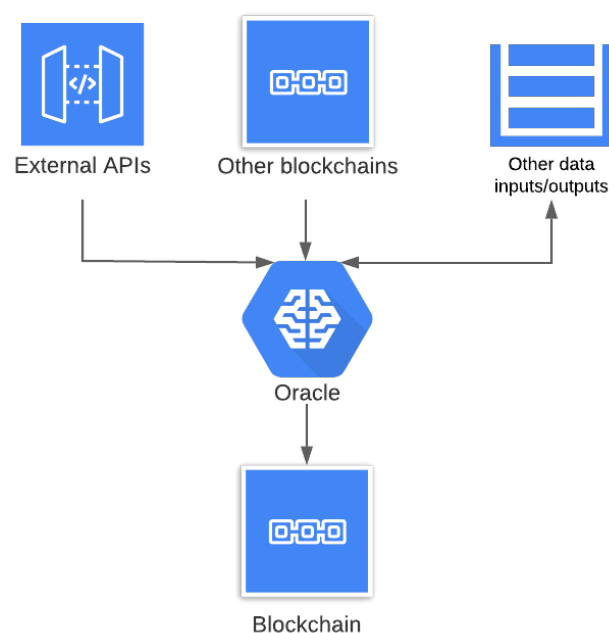 External APIs
Other blockchains
Other data
inputs/outputs
Oracle
Blockchain